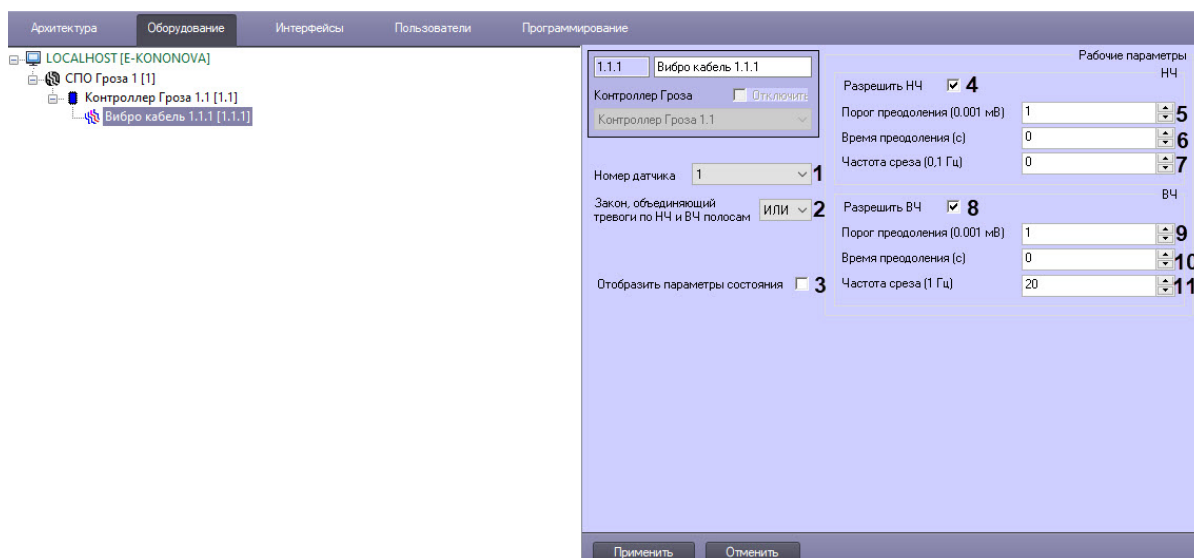 Архитектура Оборудование Интерфейсы Пользователи Программирование
LOCALHOST [E-KONONOVA]
СПО Гроза 1 [1]
Контроллер Гроза 1.1 [1.1]
Вибро кабель 1.1.1 [1.1.1]
1.1.1 Вибро кабель 1.1.1
Контроллер Гроза Отключить
Контроллер Гроза 1.1
Номер датчика 1 1
Закон, объединяющий
тревоги по НЧ и ВЧ полосам ИЛИ 2
Отобразить параметры состояния 3
Рабочие параметры
НЧ
Разрешить НЧ 4
Порог преодоления (0.001 мВ) 1 5
Время преодоления (с) 0 6
Частота среза (0,1 Гц) 0 7
ВЧ
Разрешить ВЧ 8
Порог преодоления (0.001 мВ) 1 9
Время преодоления (с) 0 10
Частота среза (1 Гц) 20 11
Применить Отменить